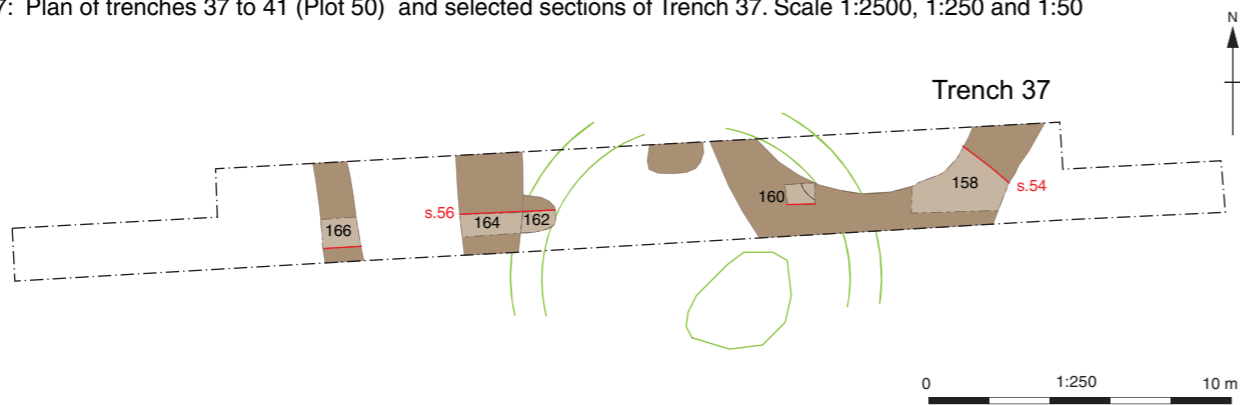 7: Plan of trenches 37 to 41 (Plot 50) and selected sections of Trench 37. Scale 1:2500, 1:250 and 1:50
N
Trench 37
160
158
s.54
s.56
164
162
166
0 1:250 10 m